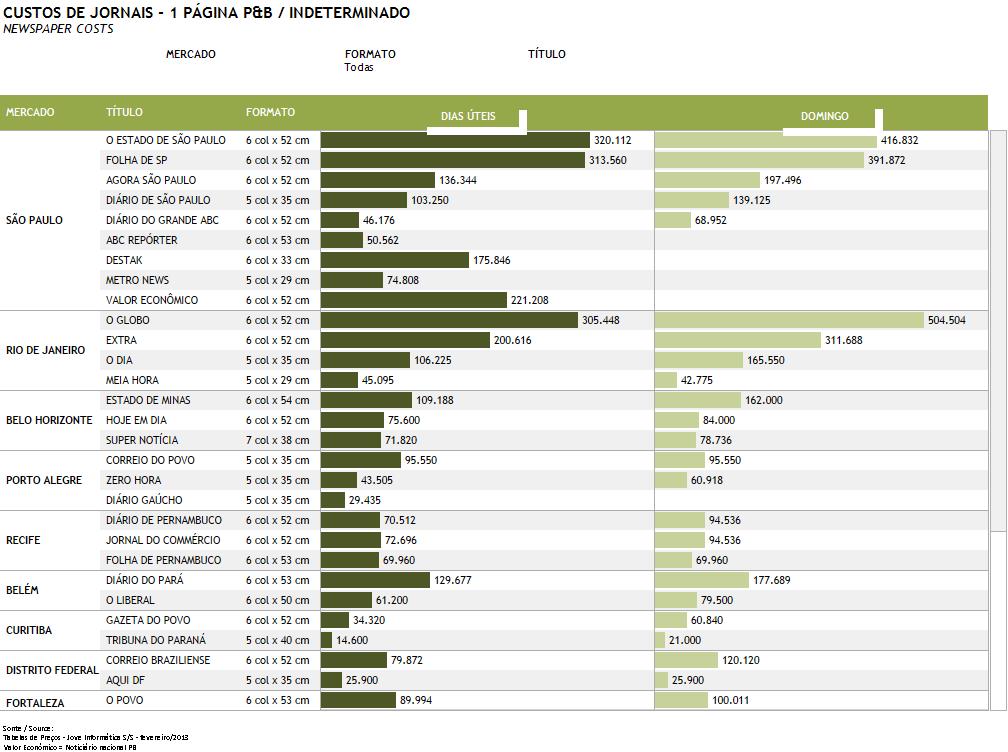 CUSTOS DE JORNAIS - 1 PÁGINA P&B / INDETERMINADO
NEWSPAPER COSTS
MERCADO FORMATO TÍTULO
Todas
MERCADO TÍTULO FORMATO DIAS ÚTEIS DOMINGO
SÃO PAULO
O ESTADO DE SÃO PAULO 6 col x 52 cm 320.112 416.832
FOLHA DE SP 6 col x 52 cm 313.560 391.872
AGORA SÃO PAULO 6 col x 52 cm 136.344 197.496
DIÁRIO DE SÃO PAULO 5 col x 35 cm 103.250 139.125
DIÁRIO DO GRANDE ABC 6 col x 52 cm 46.176 68.952
ABC REPÓRTER 6 col x 53 cm 50.562
DESTAK 6 col x 33 cm 175.846
METRO NEWS 5 col x 29 cm 74.808
VALOR ECONÔMICO 6 col x 52 cm 221.208
RIO DE JANEIRO
O GLOBO 6 col x 52 cm 305.448 504.504
EXTRA 6 col x 52 cm 200.616 311.688
O DIA 5 col x 35 cm 106.225 165.550
MEIA HORA 5 col x 29 cm 45.095 42.775
BELO HORIZONTE
ESTADO DE MINAS 6 col x 54 cm 109.188 162.000
HOJE EM DIA 6 col x 52 cm 75.600 84.000
SUPER NOTÍCIA 7 col x 38 cm 71.820 78.736
PORTO ALEGRE
CORREIO DO POVO 5 col x 35 cm 95.550 95.550
ZERO HORA 5 col x 35 cm 43.505 60.918
DIÁRIO GAÚCHO 5 col x 35 cm 29.435
RECIFE
DIÁRIO DE PERNAMBUCO 6 col x 52 cm 70.512 94.536
JORNAL DO COMMÉRCIO 6 col x 52 cm 72.696 94.536
FOLHA DE PERNAMBUCO 6 col x 53 cm 69.960 69.960
BELÉM
DIÁRIO DO PARÁ 6 col x 53 cm 129.677 177.689
O LIBERAL 6 col x 50 cm 61.200 79.500
CURITIBA
GAZETA DO POVO 6 col x 52 cm 34.320 60.840
TRIBUNA DO PARANÁ 5 col x 40 cm 14.600 21.000
DISTRITO FEDERAL
CORREIO BRAZILIENSE 6 col x 52 cm 79.872 120.120
AQUI DF 5 col x 35 cm 25.900 25.900
FORTALEZA
O POVO 6 col x 53 cm 89.994 100.011
Sonte / Source:
Tabelas de Preços - Jove Informática S/S - fevereiro/2013
Valor Econômico = Noticiário nacional PB